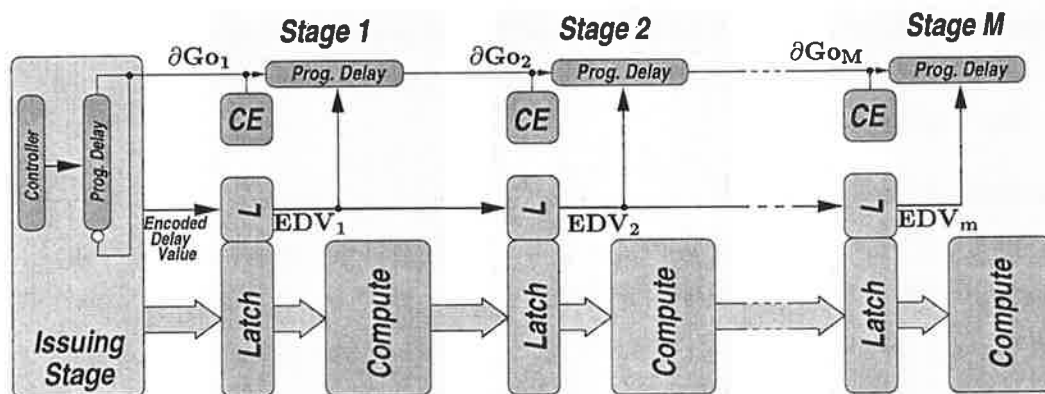 Stage 1
Stage 2
Stage M
∂Go₁
Prog. Delay
∂Go₂
Prog. Delay
∂Go_M
Prog. Delay
CE
CE
CE
Controller
Prog. Delay
Encoded
Delay
Value
L
EDV₁
L
EDV₂
L
EDVₘ
Issuing
Stage
Latch
Compute
Latch
Compute
Latch
Compute